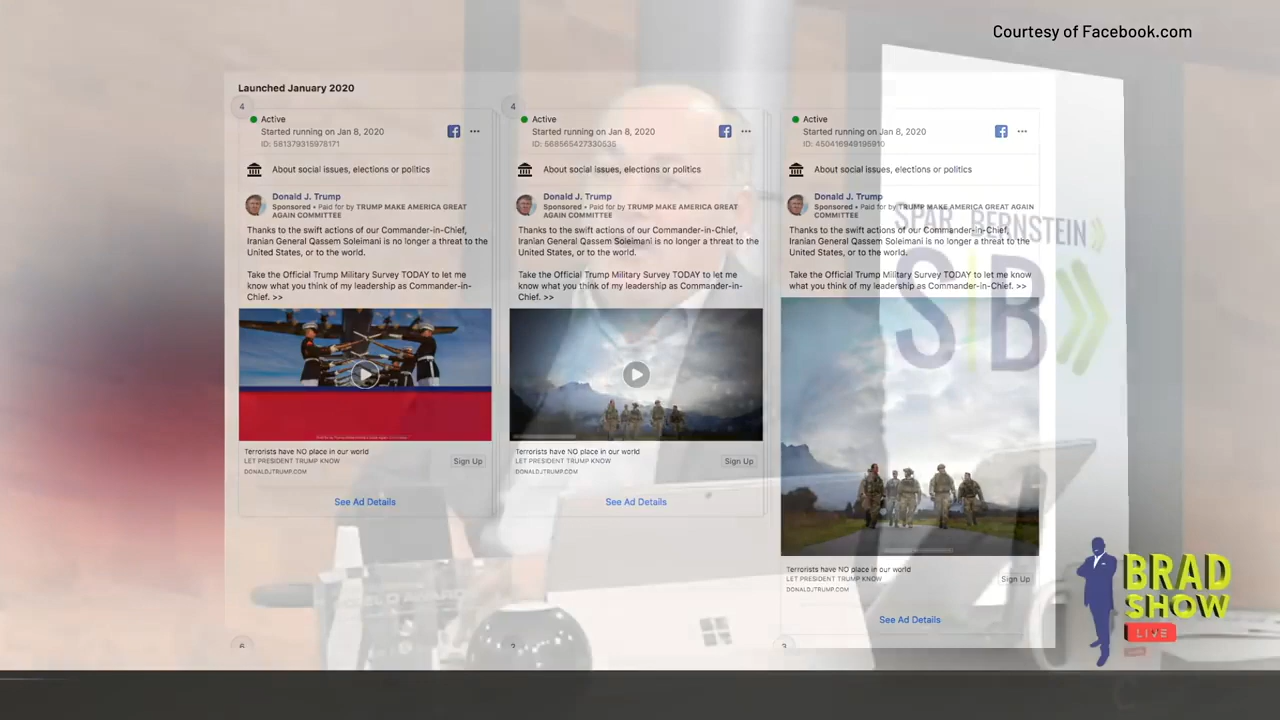 Courtesy of Facebook.com
Launched January 2020
4
Active
Started running on Jan 8, 2020
ID: 581379315978171
About social issues, elections or politics
Donald J. Trump
Sponsored • Paid for by TRUMP MAKE AMERICA GREAT
AGAIN COMMITTEE
Thanks to the swift actions of our Commander-in-Chief,
Iranian General Qassem Soleimani is no longer a threat to the
United States, or to the world.
Take the Official Trump Military Survey TODAY to let me
know what you think of my leadership as Commander-in-
Chief. >>
Terrorists have NO place in our world
LET PRESIDENT TRUMP KNOW
DONALDJTRUMP.COM
Sign Up
See Ad Details
6
4
Active
Started running on Jan 8, 2020
ID: 568565427330535
About social issues, elections or politics
Donald J. Trump
Sponsored • Paid for by TRUMP MAKE AMERICA GREAT
AGAIN COMMITTEE
Thanks to the swift actions of our Commander-in-Chief,
Iranian General Qassem Soleimani is no longer a threat to the
United States, or to the world.
Take the Official Trump Military Survey TODAY to let me
know what you think of my leadership as Commander-in-
Chief. >>
Terrorists have NO place in our world
LET PRESIDENT TRUMP KNOW
DONALDJTRUMP.COM
Sign Up
See Ad Details
2
Active
Started running on Jan 8, 2020
ID: 450416949195910
About social issues, elections or politics
Donald J. Trump
Sponsored • Paid for by TRUMP MAKE AMERICA GREAT AGAIN
COMMITTEE
Thanks to the swift actions of our Commander-in-Chief,
Iranian General Qassem Soleimani is no longer a threat to the
United States, or to the world.
Take the Official Trump Military Survey TODAY to let me know
what you think of my leadership as Commander-in-Chief. >>
Terrorists have NO place in our world
LET PRESIDENT TRUMP KNOW
DONALDJTRUMP.COM
Sign Up
See Ad Details
3
SPAR BERNSTEIN
S|B
BRAD
SHOW
LIVE